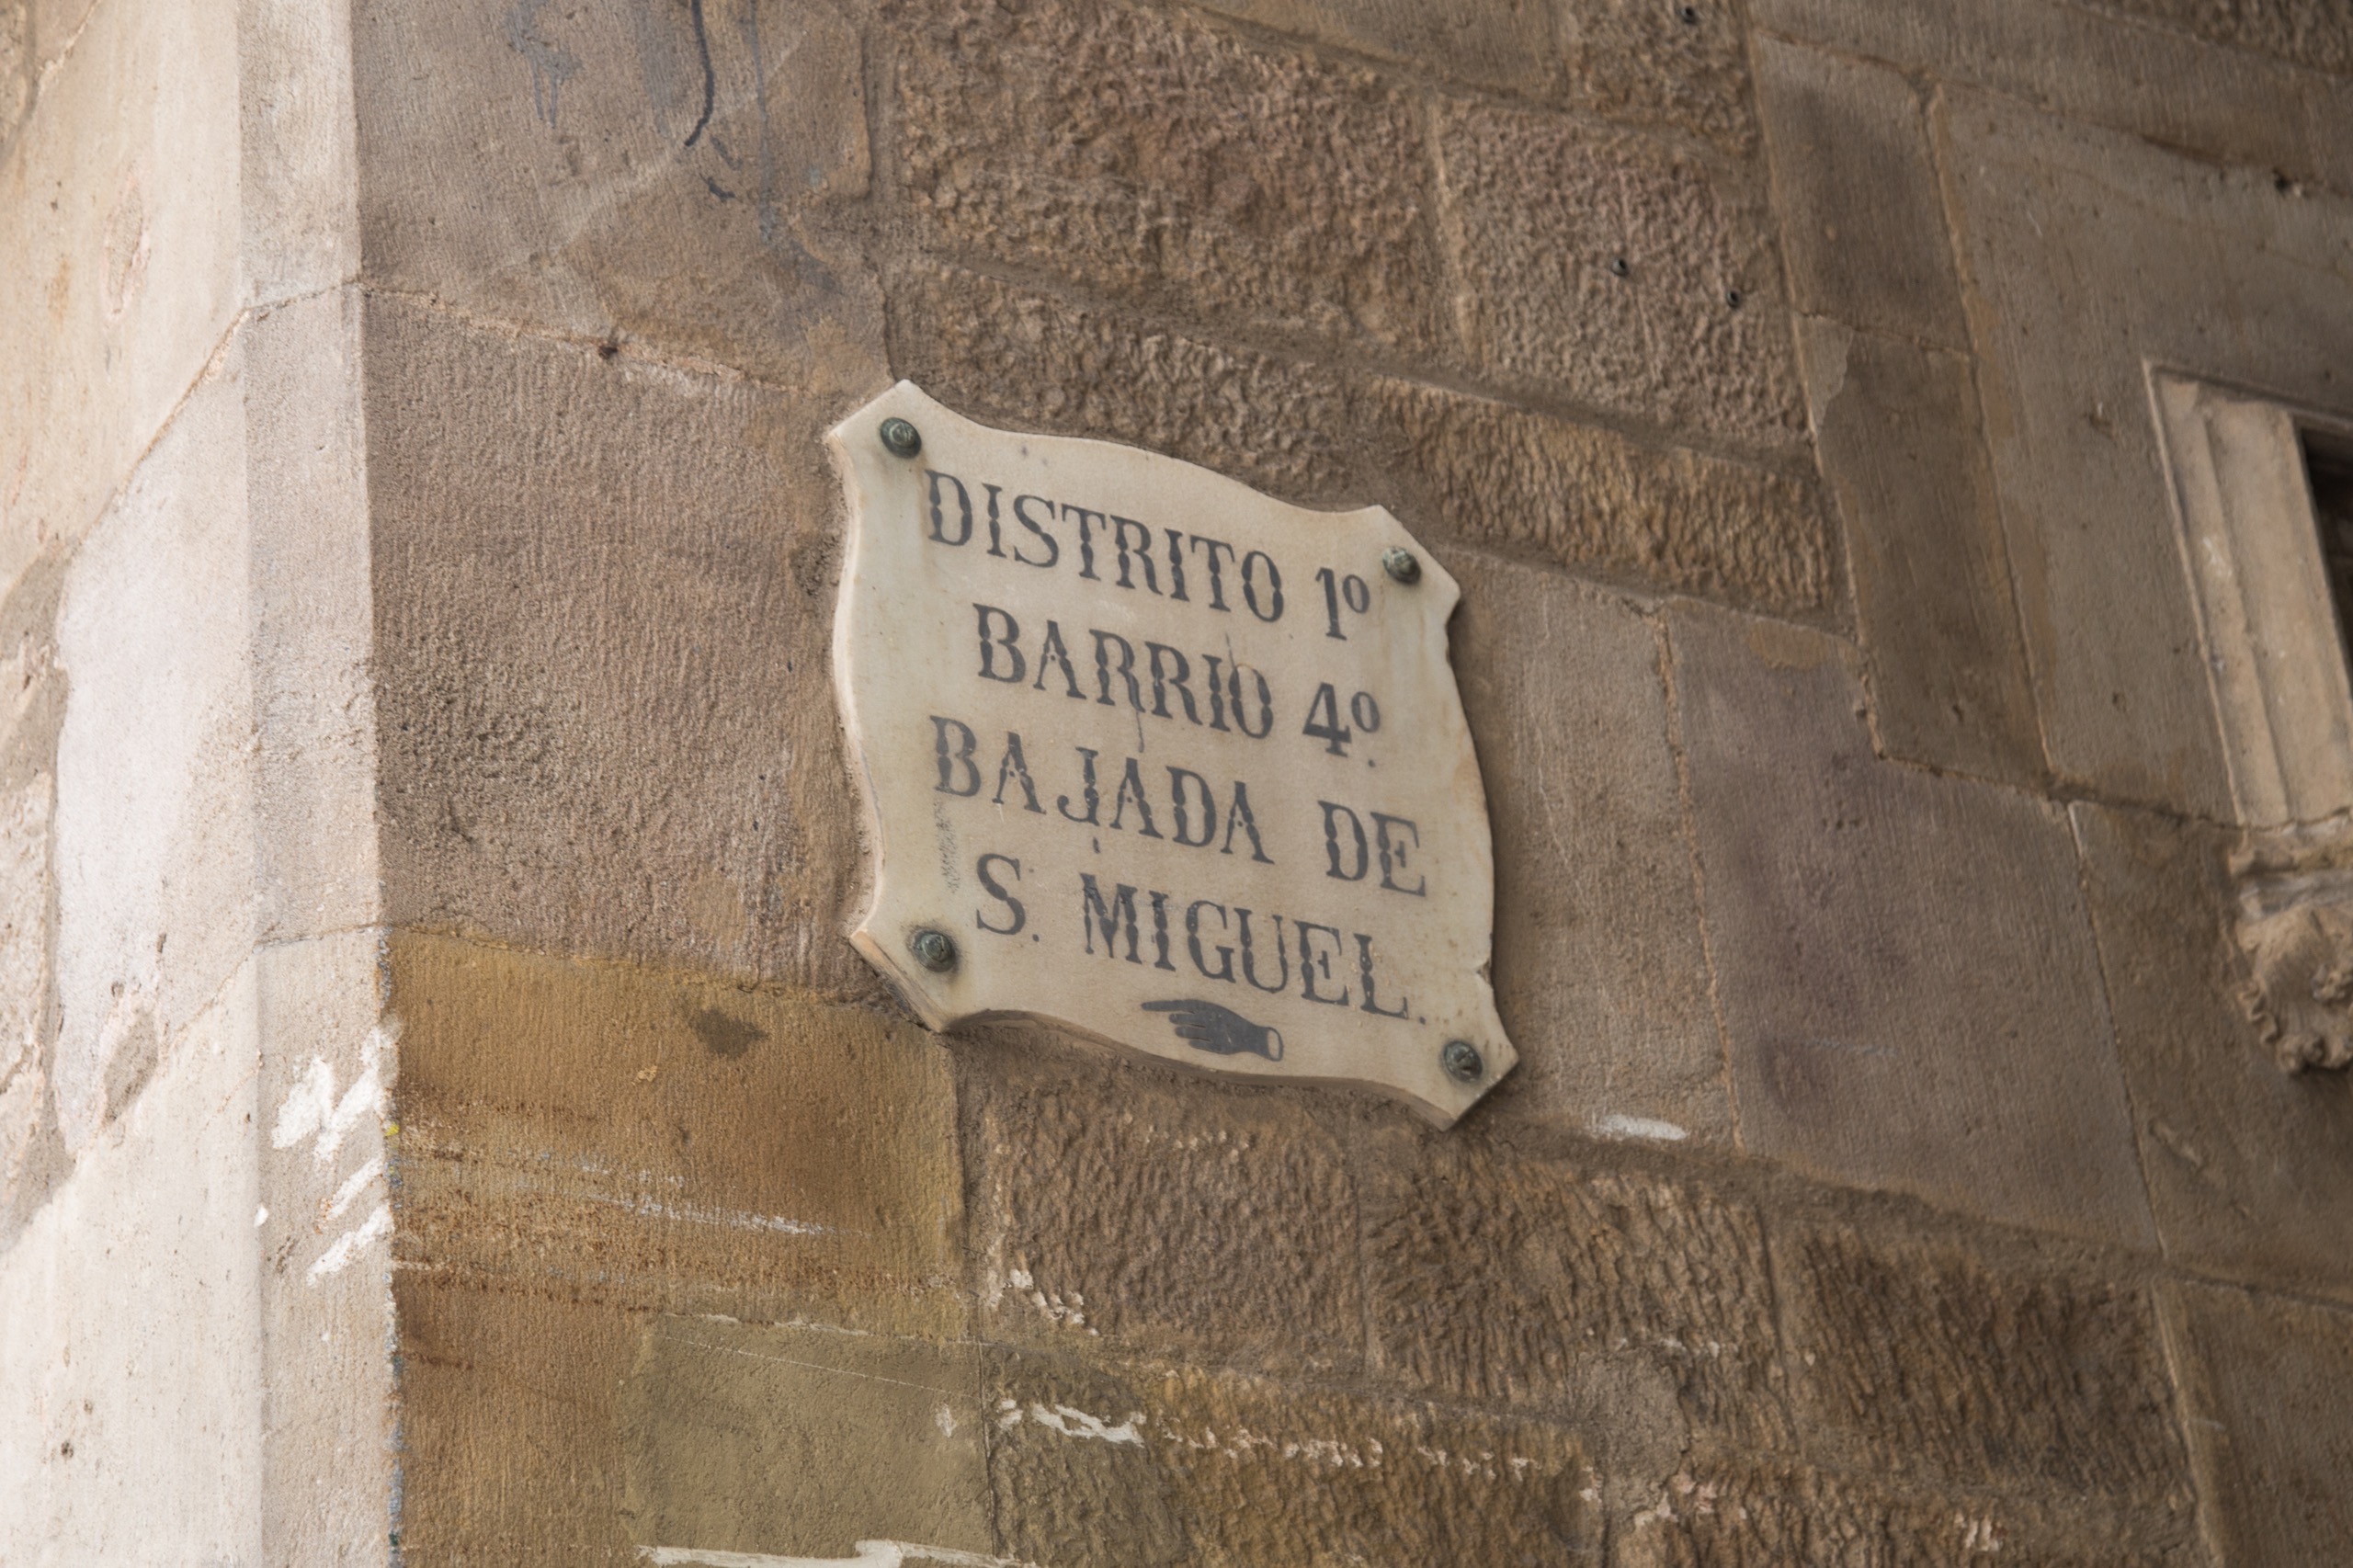 DISTRITO 1º
BARRIO 4º.
BAJADA DE
S. MIGUEL.